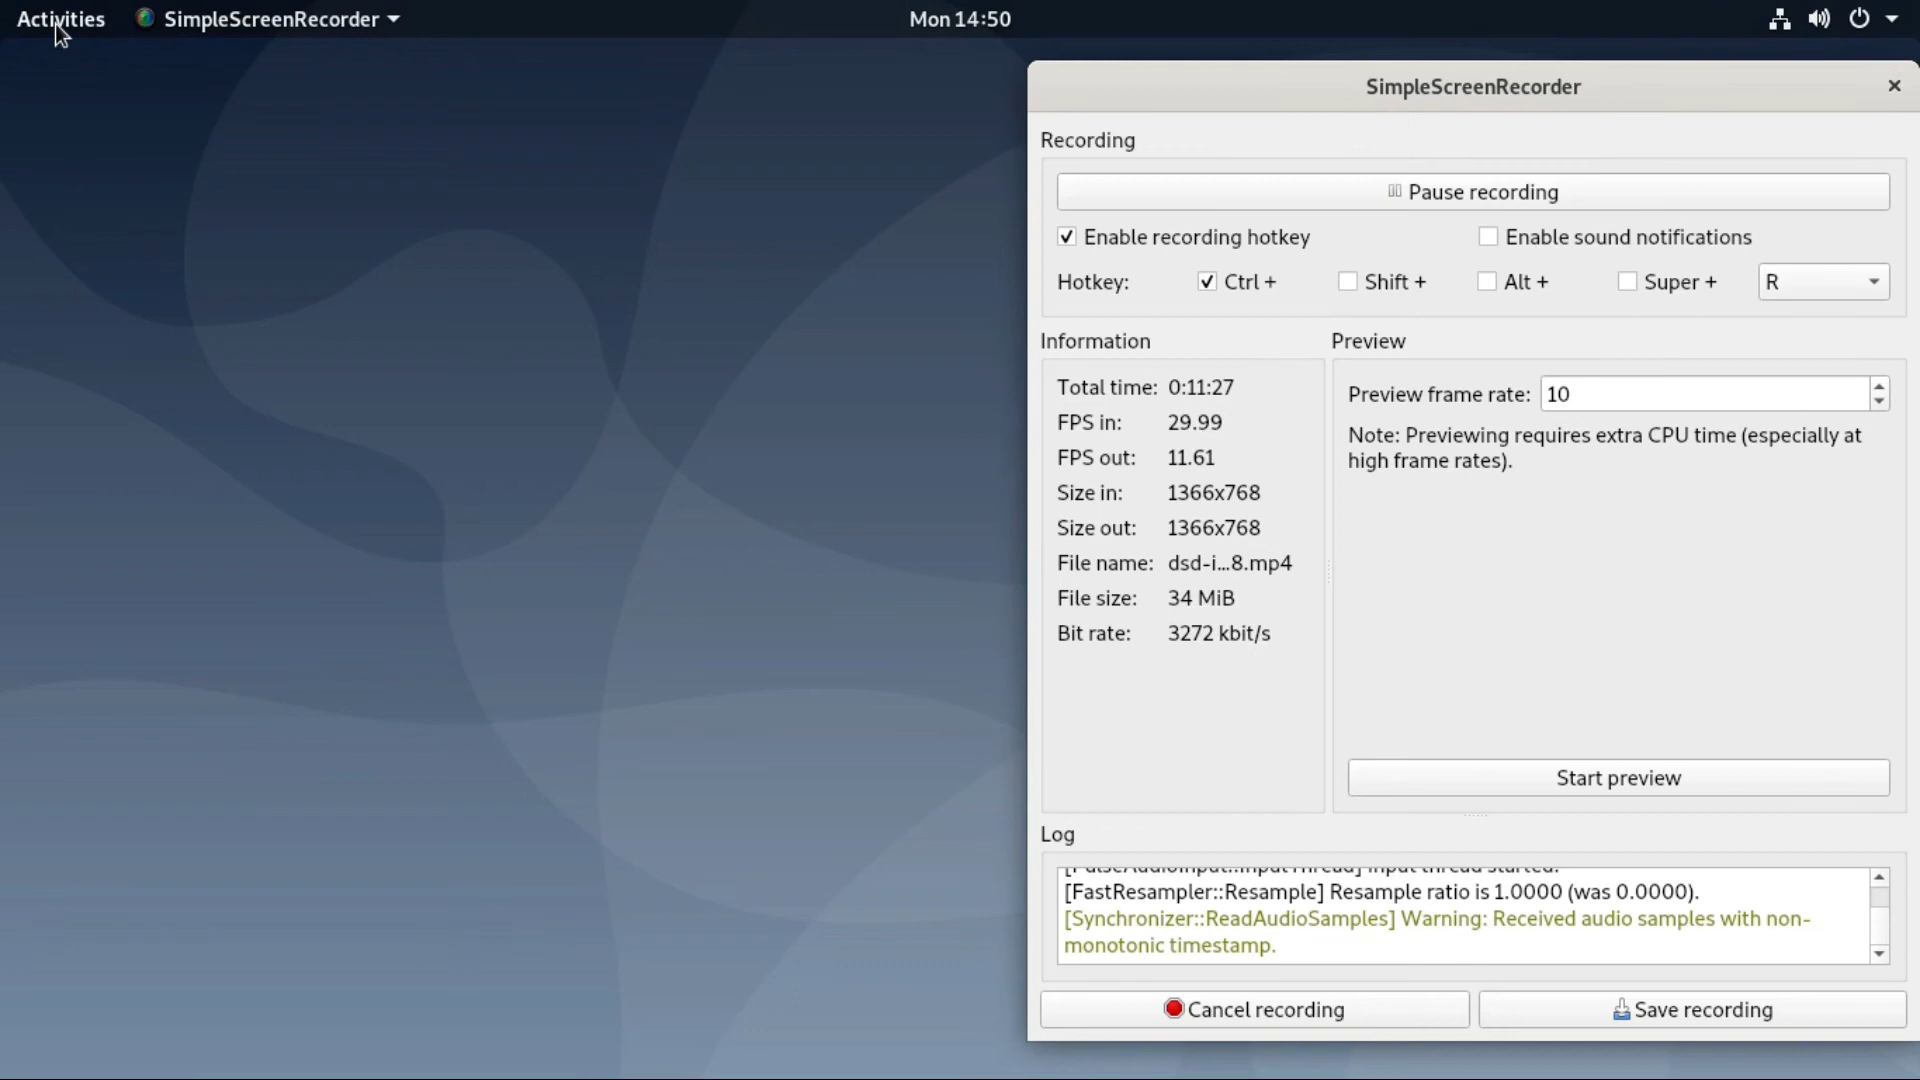 Activities SimpleScreenRecorder Mon 14:50
SimpleScreenRecorder
Recording
Pause recording
Enable recording hotkey Enable sound notifications
Hotkey: Ctrl + Shift + Alt + Super + R
Information Preview
Total time: 0:11:27
FPS in: 29.99
FPS out: 11.61
Size in: 1366x768
Size out: 1366x768
File name: dsd-i...8.mp4
File size: 34 MiB
Bit rate: 3272 kbit/s
Preview frame rate: 10
Note: Previewing requires extra CPU time (especially at
high frame rates).
Start preview
Log
[PulseAudioInput::InputThread] Input thread started.
[FastResampler::Resample] Resample ratio is 1.0000 (was 0.0000).
[Synchronizer::ReadAudioSamples] Warning: Received audio samples with non-
monotonic timestamp.
Cancel recording Save recording